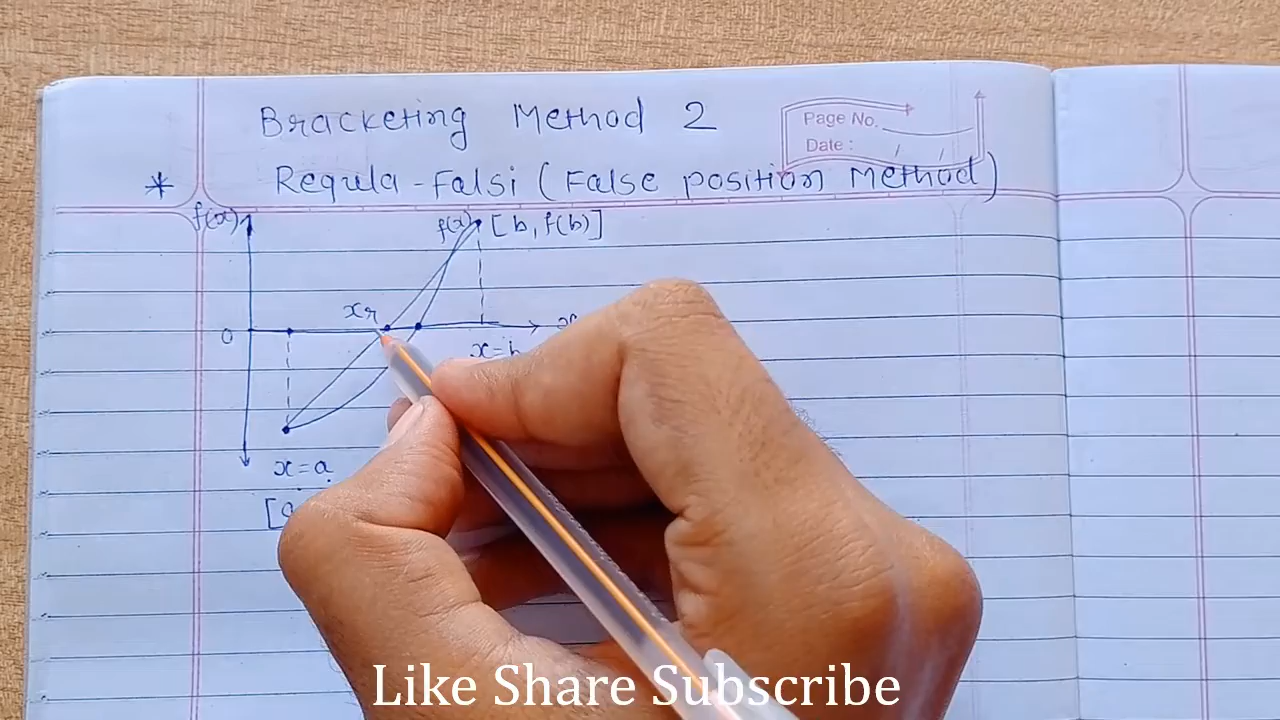 Bracketing Method 2
Page No.
Date : / /
* Regula-Falsi (False position Method)
f(x)
f(x) [b, f(b)]
xr
0
x=b
x=a
[a
Like Share Subscribe